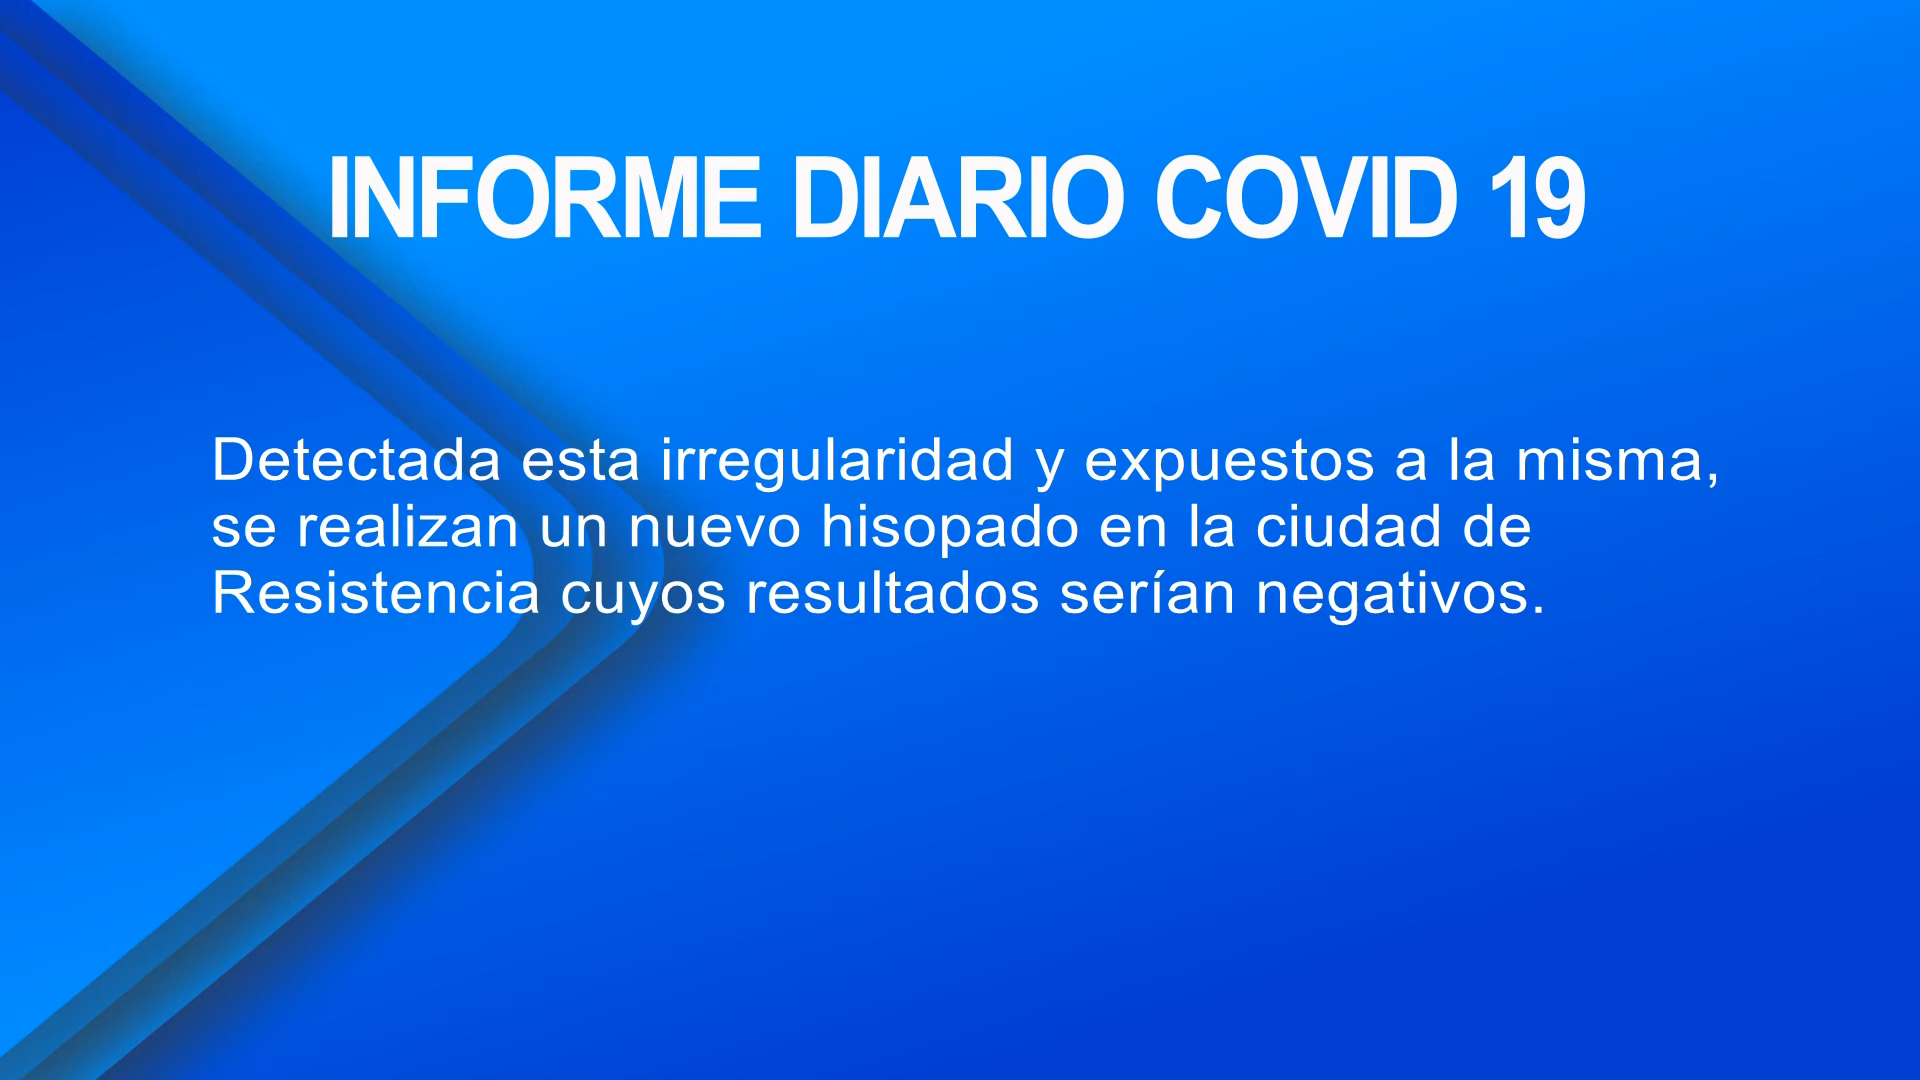 INFORME DIARIO COVID 19
Detectada esta irregularidad y expuestos a la misma,
se realizan un nuevo hisopado en la ciudad de
Resistencia cuyos resultados serían negativos.